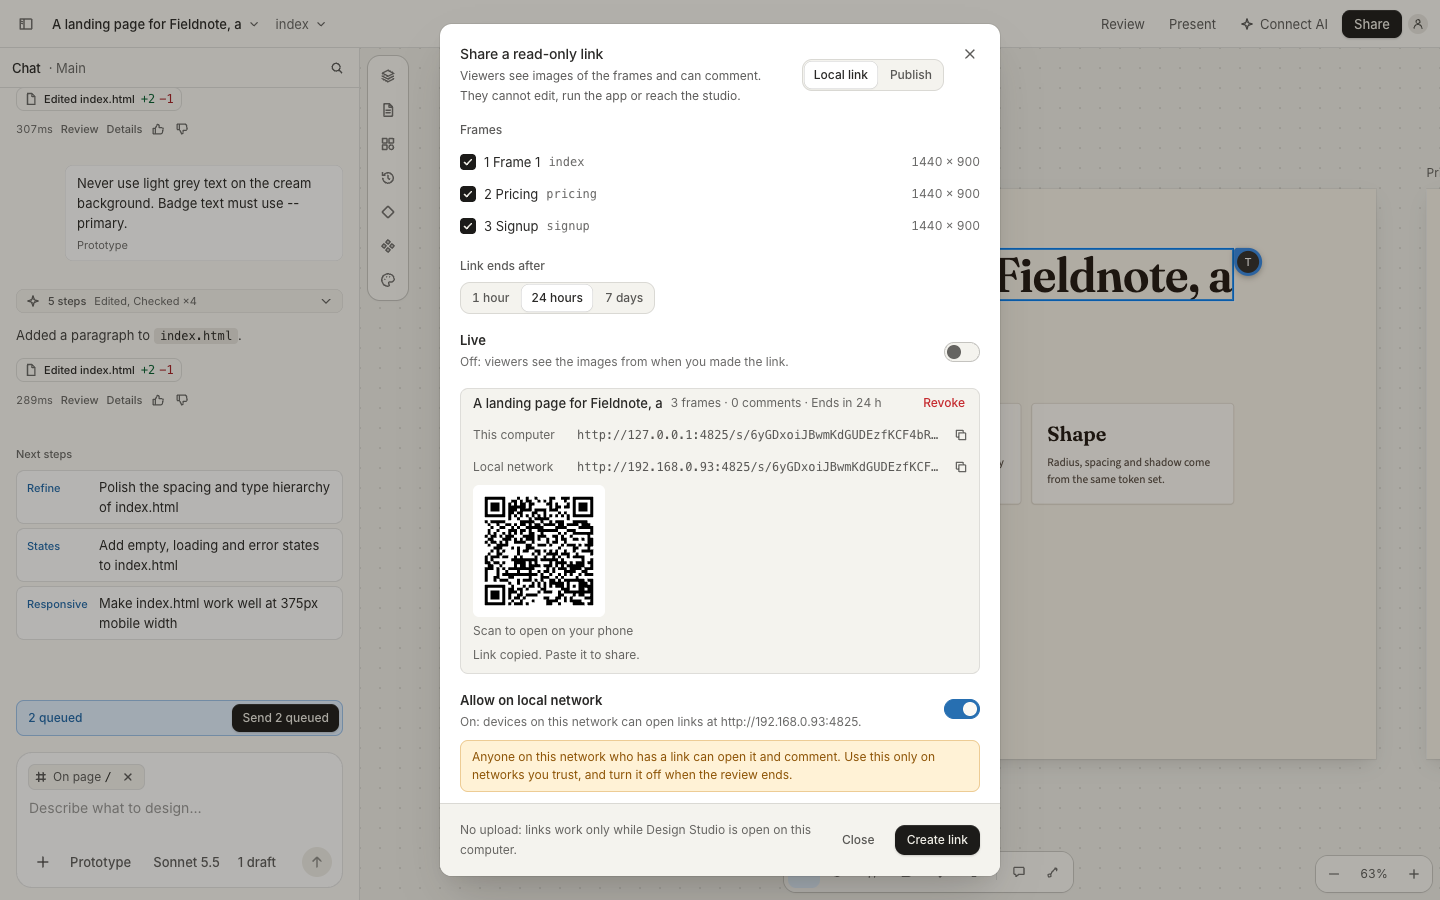 A landing page for Fieldnote, a
index
Review
Present
Connect AI
Share
Chat · Main
Edited index.html +2 −1
307ms Review Details
Never use light grey text on the cream
background. Badge text must use --
primary.
Prototype
5 steps Edited, Checked ×4
Added a paragraph to index.html.
Edited index.html +2 −1
289ms Review Details
Next steps
Refine
Polish the spacing and type hierarchy
of index.html
States
Add empty, loading and error states
to index.html
Responsive
Make index.html work well at 375px
mobile width
2 queued
Send 2 queued
On page /
Describe what to design...
Prototype
Sonnet 5.5
1 draft
Share a read-only link
Viewers see images of the frames and can comment.
They cannot edit, run the app or reach the studio.
Local link
Publish
Frames
1 Frame 1 index 1440 × 900
2 Pricing pricing 1440 × 900
3 Signup signup 1440 × 900
Link ends after
1 hour
24 hours
7 days
Live
Off: viewers see the images from when you made the link.
A landing page for Fieldnote, a 3 frames · 0 comments · Ends in 24 h
Revoke
This computer http://127.0.0.1:4825/s/6yGDxoiJBwmKdGUDEzfKCF4bR…
Local network http://192.168.0.93:4825/s/6yGDxoiJBwmKdGUDEzfKCF…
Scan to open on your phone
Link copied. Paste it to share.
Allow on local network
On: devices on this network can open links at http://192.168.0.93:4825.
Anyone on this network who has a link can open it and comment. Use this only on
networks you trust, and turn it off when the review ends.
No upload: links work only while Design Studio is open on this
computer.
Close
Create link
Pr
Fieldnote, a
T
y
Shape
Radius, spacing and shadow come
from the same token set.
63%